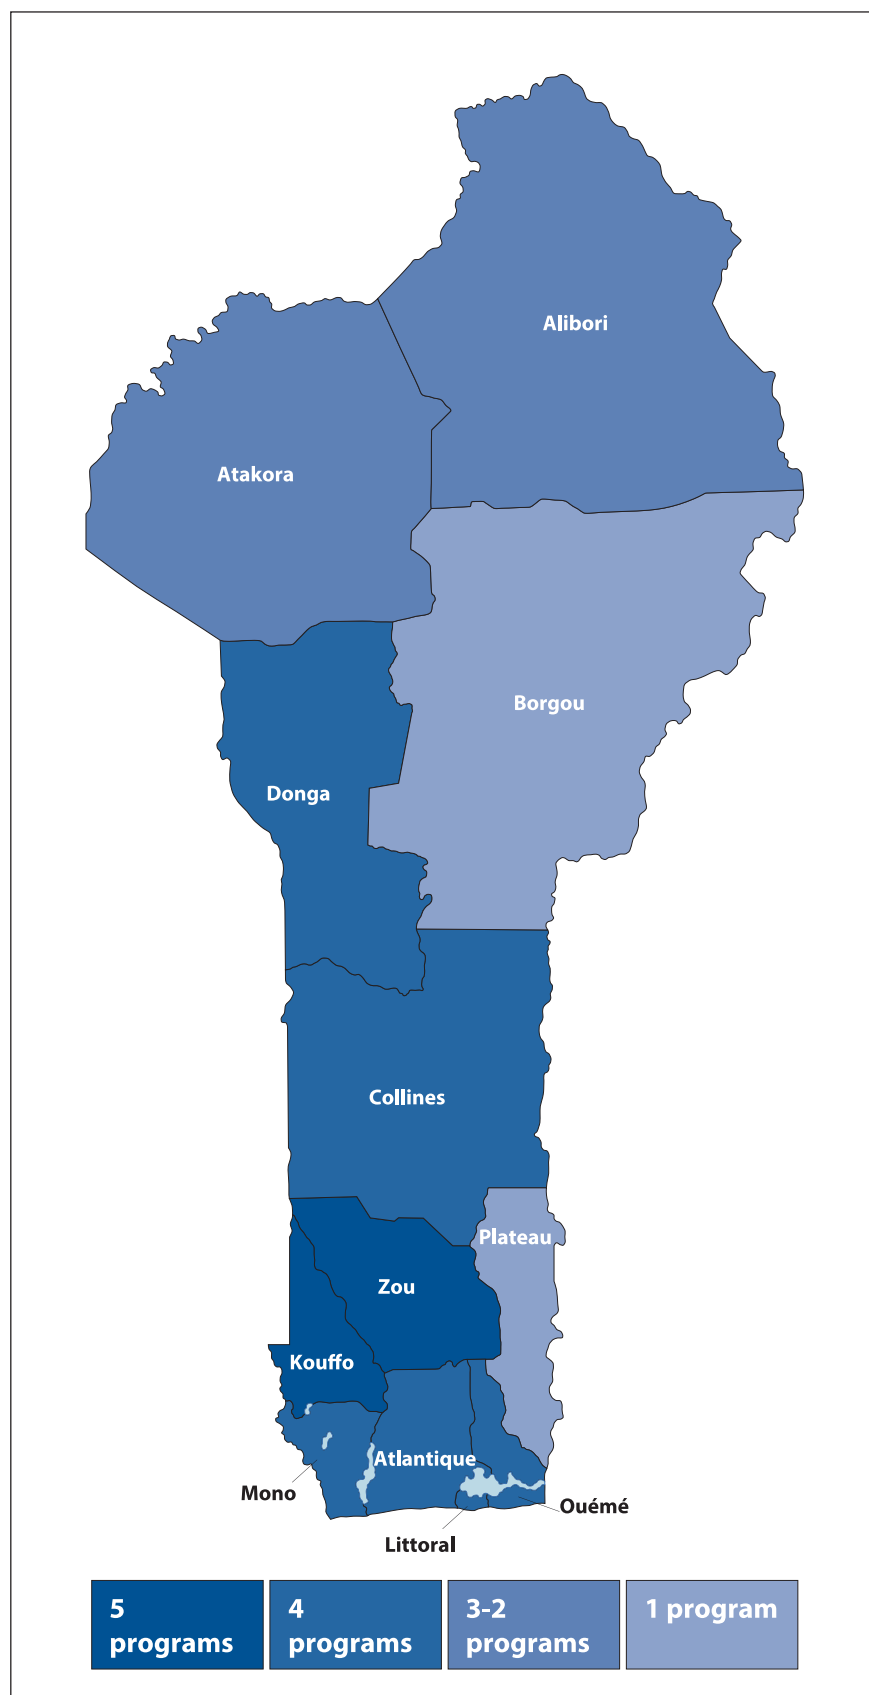 Alibori
Atakora
Borgou
Donga
Collines
Plateau
Zou
Kouffo
Atlantique
Mono
Ouémé
Littoral
5
programs
4
programs
3-2
programs
1 program